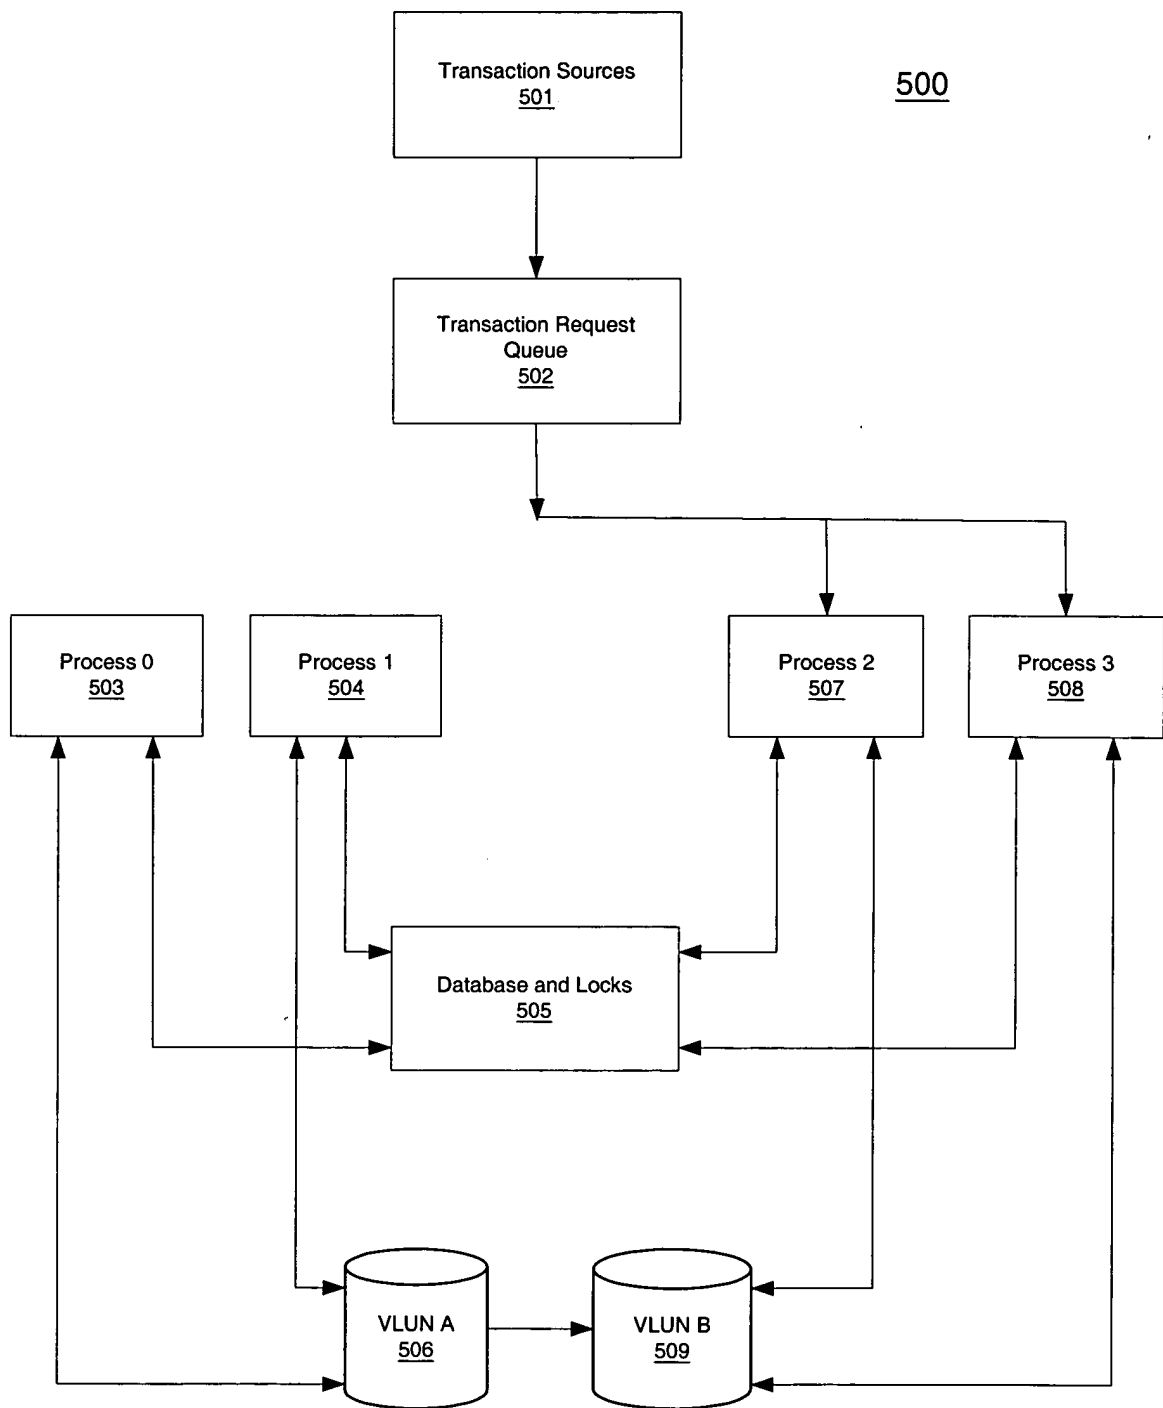 Transaction Sources
501
500
Transaction Request
Queue
502
Process 0
503
Process 1
504
Process 2
507
Process 3
508
Database and Locks
505
VLUN A
506
VLUN B
509